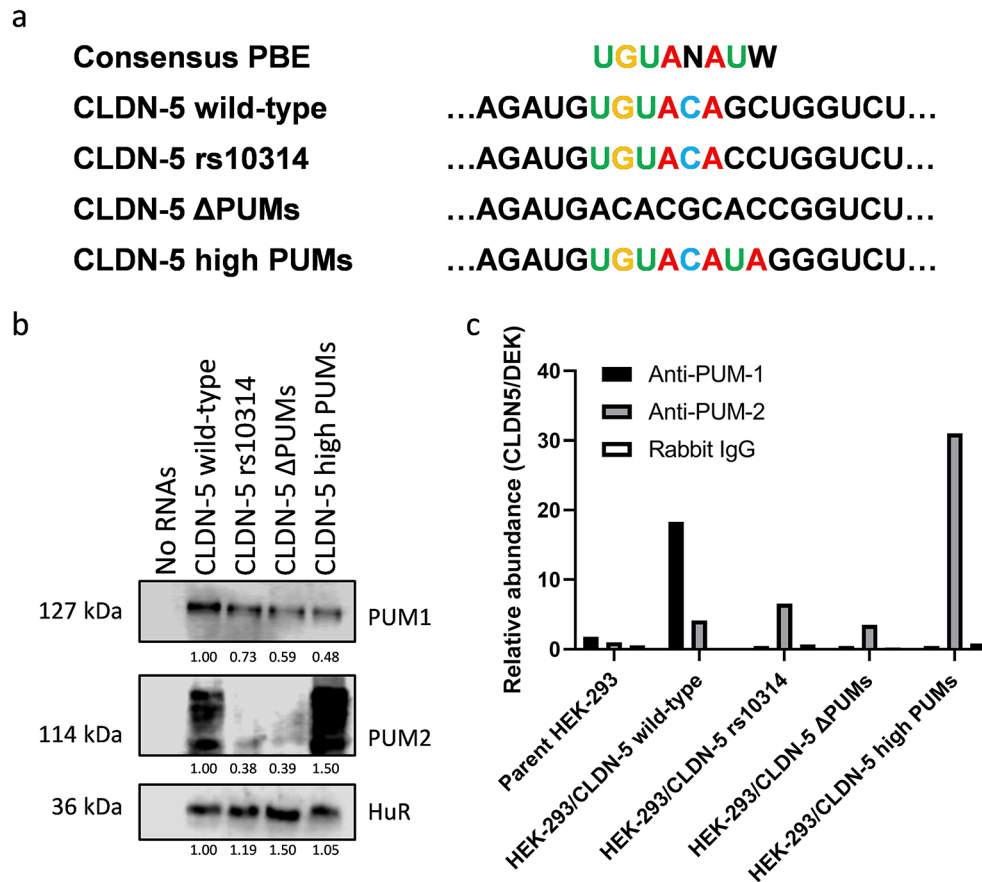 a
Consensus PBE UGUANAUW
CLDN-5 wild-type ...AGAUGUGUACAGCUGGUCU...
CLDN-5 rs10314 ...AGAUGUGUACACCUGGUCU...
CLDN-5 ΔPUMs ...AGAUGACACGCACCGGUCU...
CLDN-5 high PUMs ...AGAUGUGUACAUAGGGUCU...
b
No RNAs
CLDN-5 wild-type
CLDN-5 rs10314
CLDN-5 ΔPUMs
CLDN-5 high PUMs
127 kDa PUM1
1.00 0.73 0.59 0.48
114 kDa PUM2
1.00 0.38 0.39 1.50
36 kDa HuR
1.00 1.19 1.50 1.05
c
Relative abundance (CLDN5/DEK)
40
30
20
10
0
Anti-PUM-1
Anti-PUM-2
Rabbit IgG
Parent HEK-293
HEK-293/CLDN-5 wild-type
HEK-293/CLDN-5 rs10314
HEK-293/CLDN-5 ΔPUMs
HEK-293/CLDN-5 high PUMs